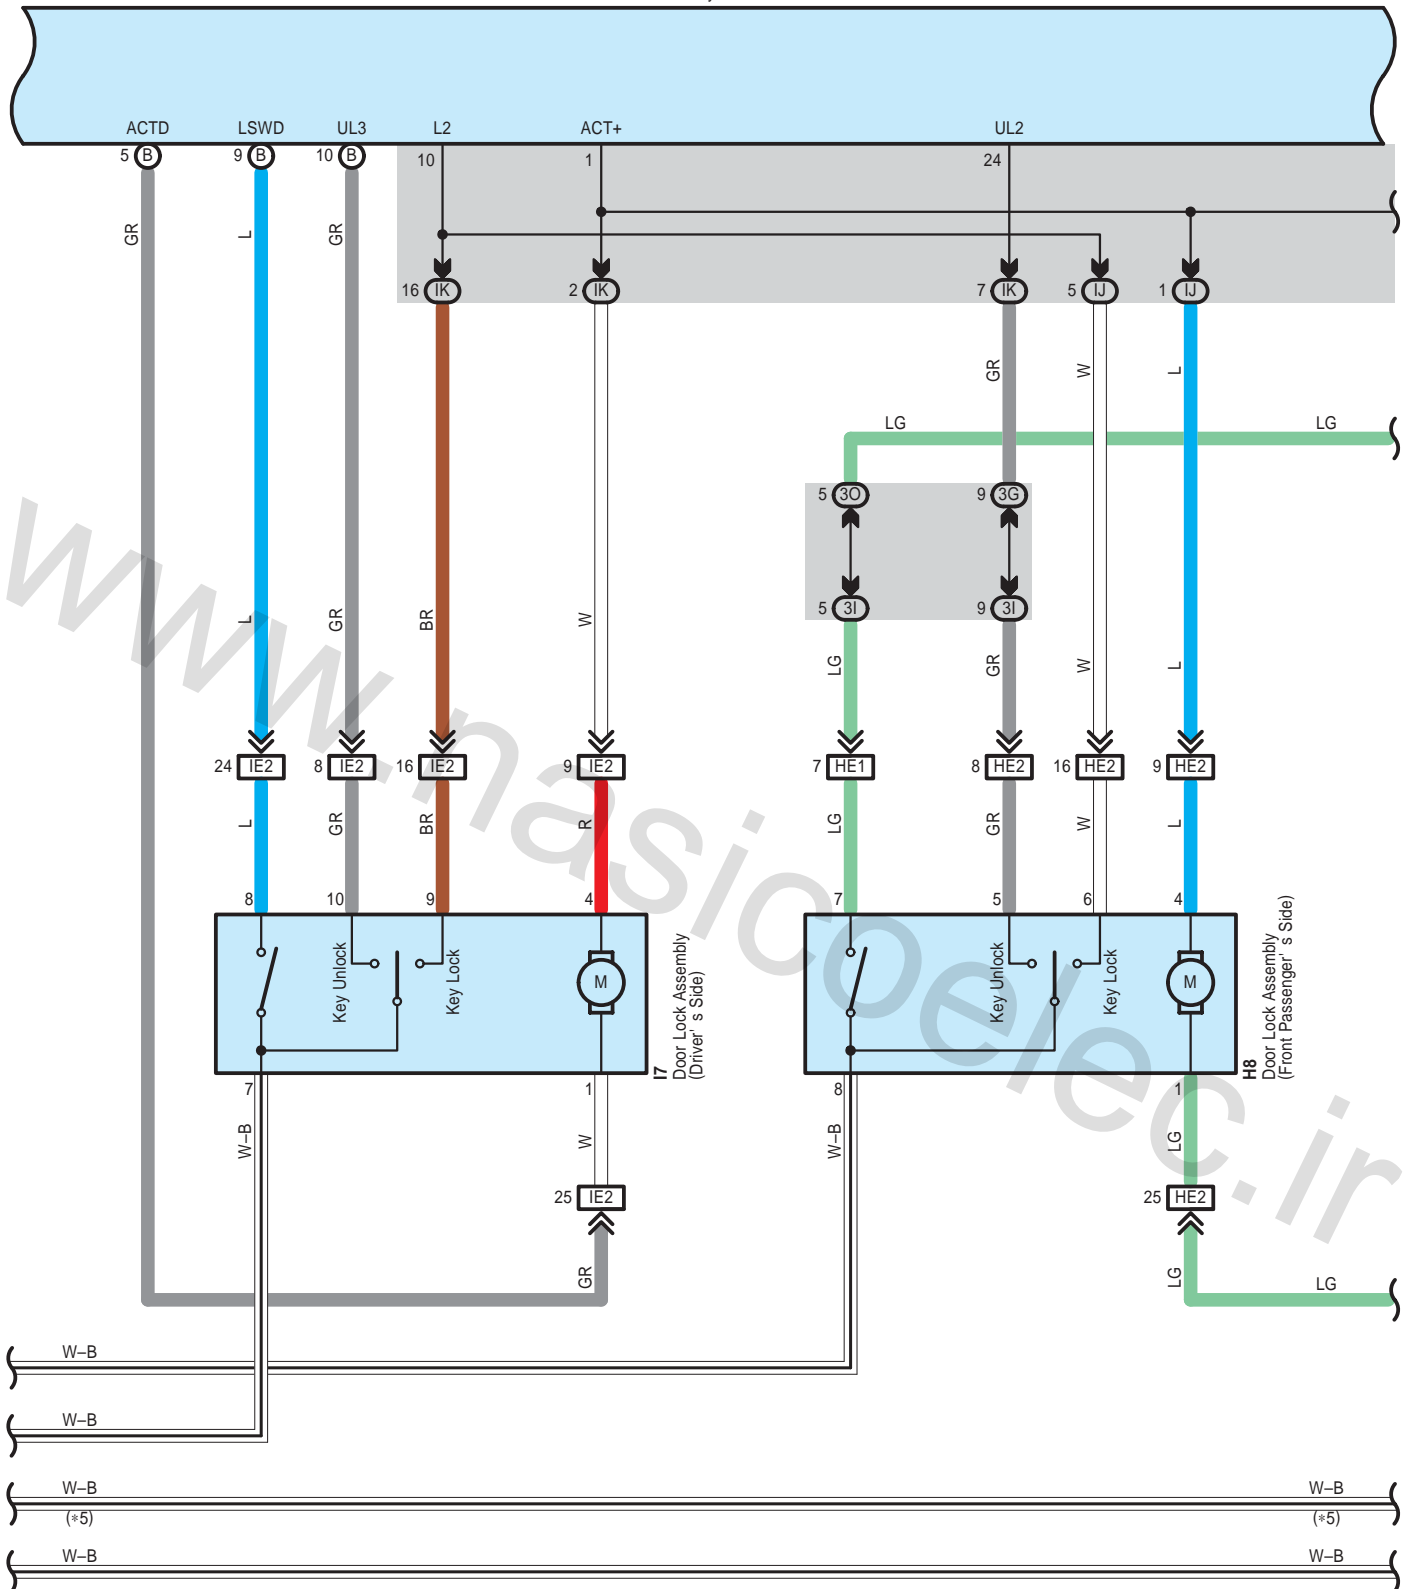 ACTD LSWD UL3 L2 ACT+ UL2
5 B 9 B 10 B 10 1 24
GR L GR
16 IK 2 IK 7 IK 5 IJ 1 IJ
GR W L
LG LG
5 3O 9 3G
5 3I 9 3I
L GR BR W
LG GR W L
24 IE2 8 IE2 16 IE2 9 IE2 7 HE1 8 HE2 16 HE2 9 HE2
L GR BR R LG GR W L
8 10 9 4 7 5 6 4
Key Unlock Key Lock M
I7
Door Lock Assembly
(Driver' s Side)
Key Unlock Key Lock M
H8
Door Lock Assembly
(Front Passenger' s Side)
7 1 8 1
W–B W W–B LG
25 IE2 25 HE2
GR LG LG
W–B
W–B
W–B W–B
(*5) (*5)
W–B W–B
www.nasicoelec.ir